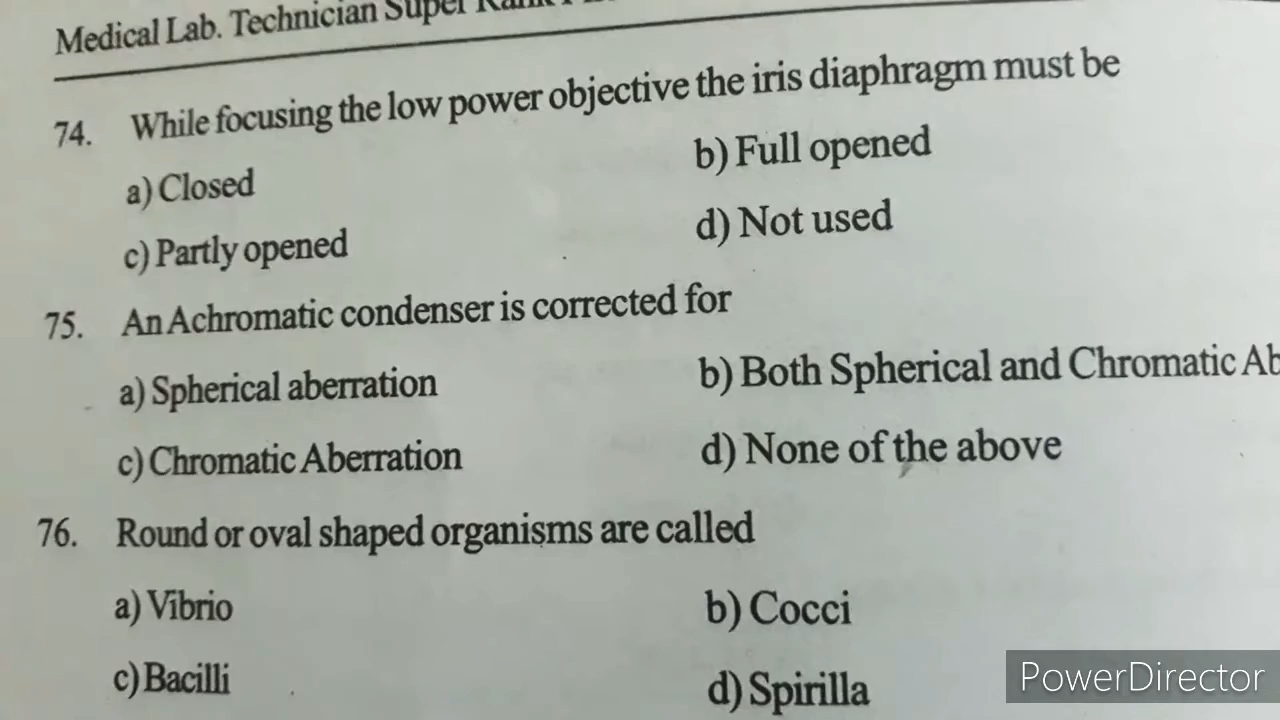 Medical Lab. Technician Super
74. While focusing the low power objective the iris diaphragm must be
a) Closed
b) Full opened
c) Partly opened
d) Not used
75. An Achromatic condenser is corrected for
a) Spherical aberration
b) Both Spherical and Chromatic Ab
c) Chromatic Aberration
d) None of the above
76. Round or oval shaped organisms are called
a) Vibrio
b) Cocci
c) Bacilli
d) Spirilla
PowerDirector